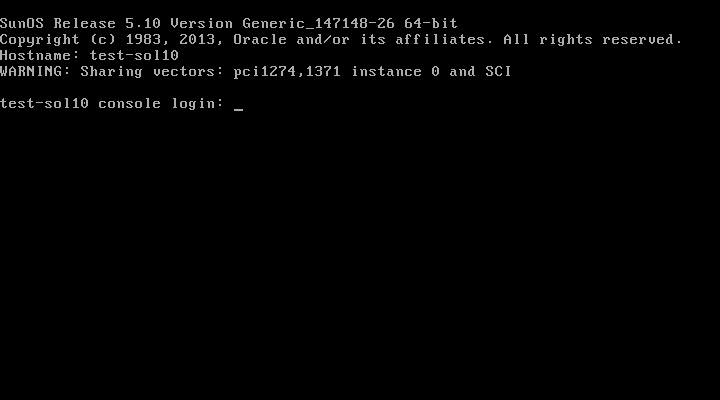 SunOS Release 5.10 Version Generic_147148-26 64-bit
Copyright (c) 1983, 2013, Oracle and/or its affiliates. All rights reserved.
Hostname: test-sol10
WARNING: Sharing vectors: pci1274,1371 instance 0 and SCI
test-sol10 console login: _